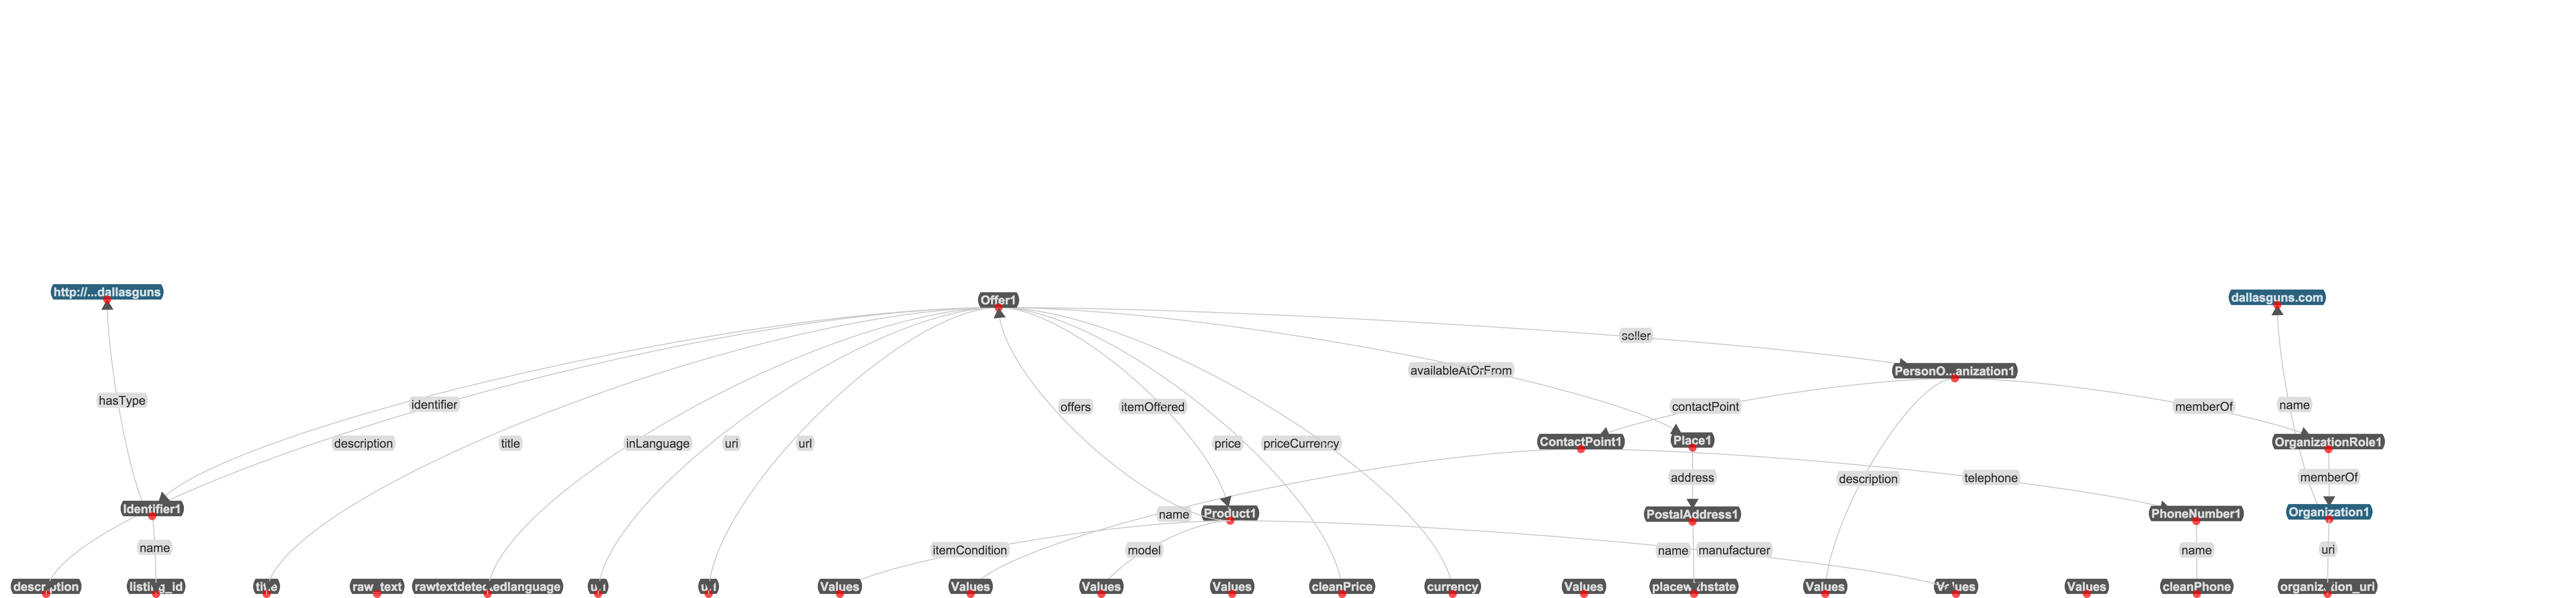 http://...dallasguns
Offer1
dallasguns.com
seller
PersonO...anization1
availableAtOrFrom
hasType
identifier
offers
itemOffered
contactPoint
memberOf
name
description
title
inLanguage
uri
url
price
priceCurrency
ContactPoint1
Place1
OrganizationRole1
address
description
telephone
memberOf
Identifier1
name
Product1
PostalAddress1
PhoneNumber1
Organization1
name
itemCondition
model
name
manufacturer
name
uri
description
listing_id
title
raw_text
rawtextdetectedlanguage
uri
url
Values
Values
Values
Values
cleanPrice
currency
Values
placewithstate
Values
Values
Values
cleanPhone
organization_uri